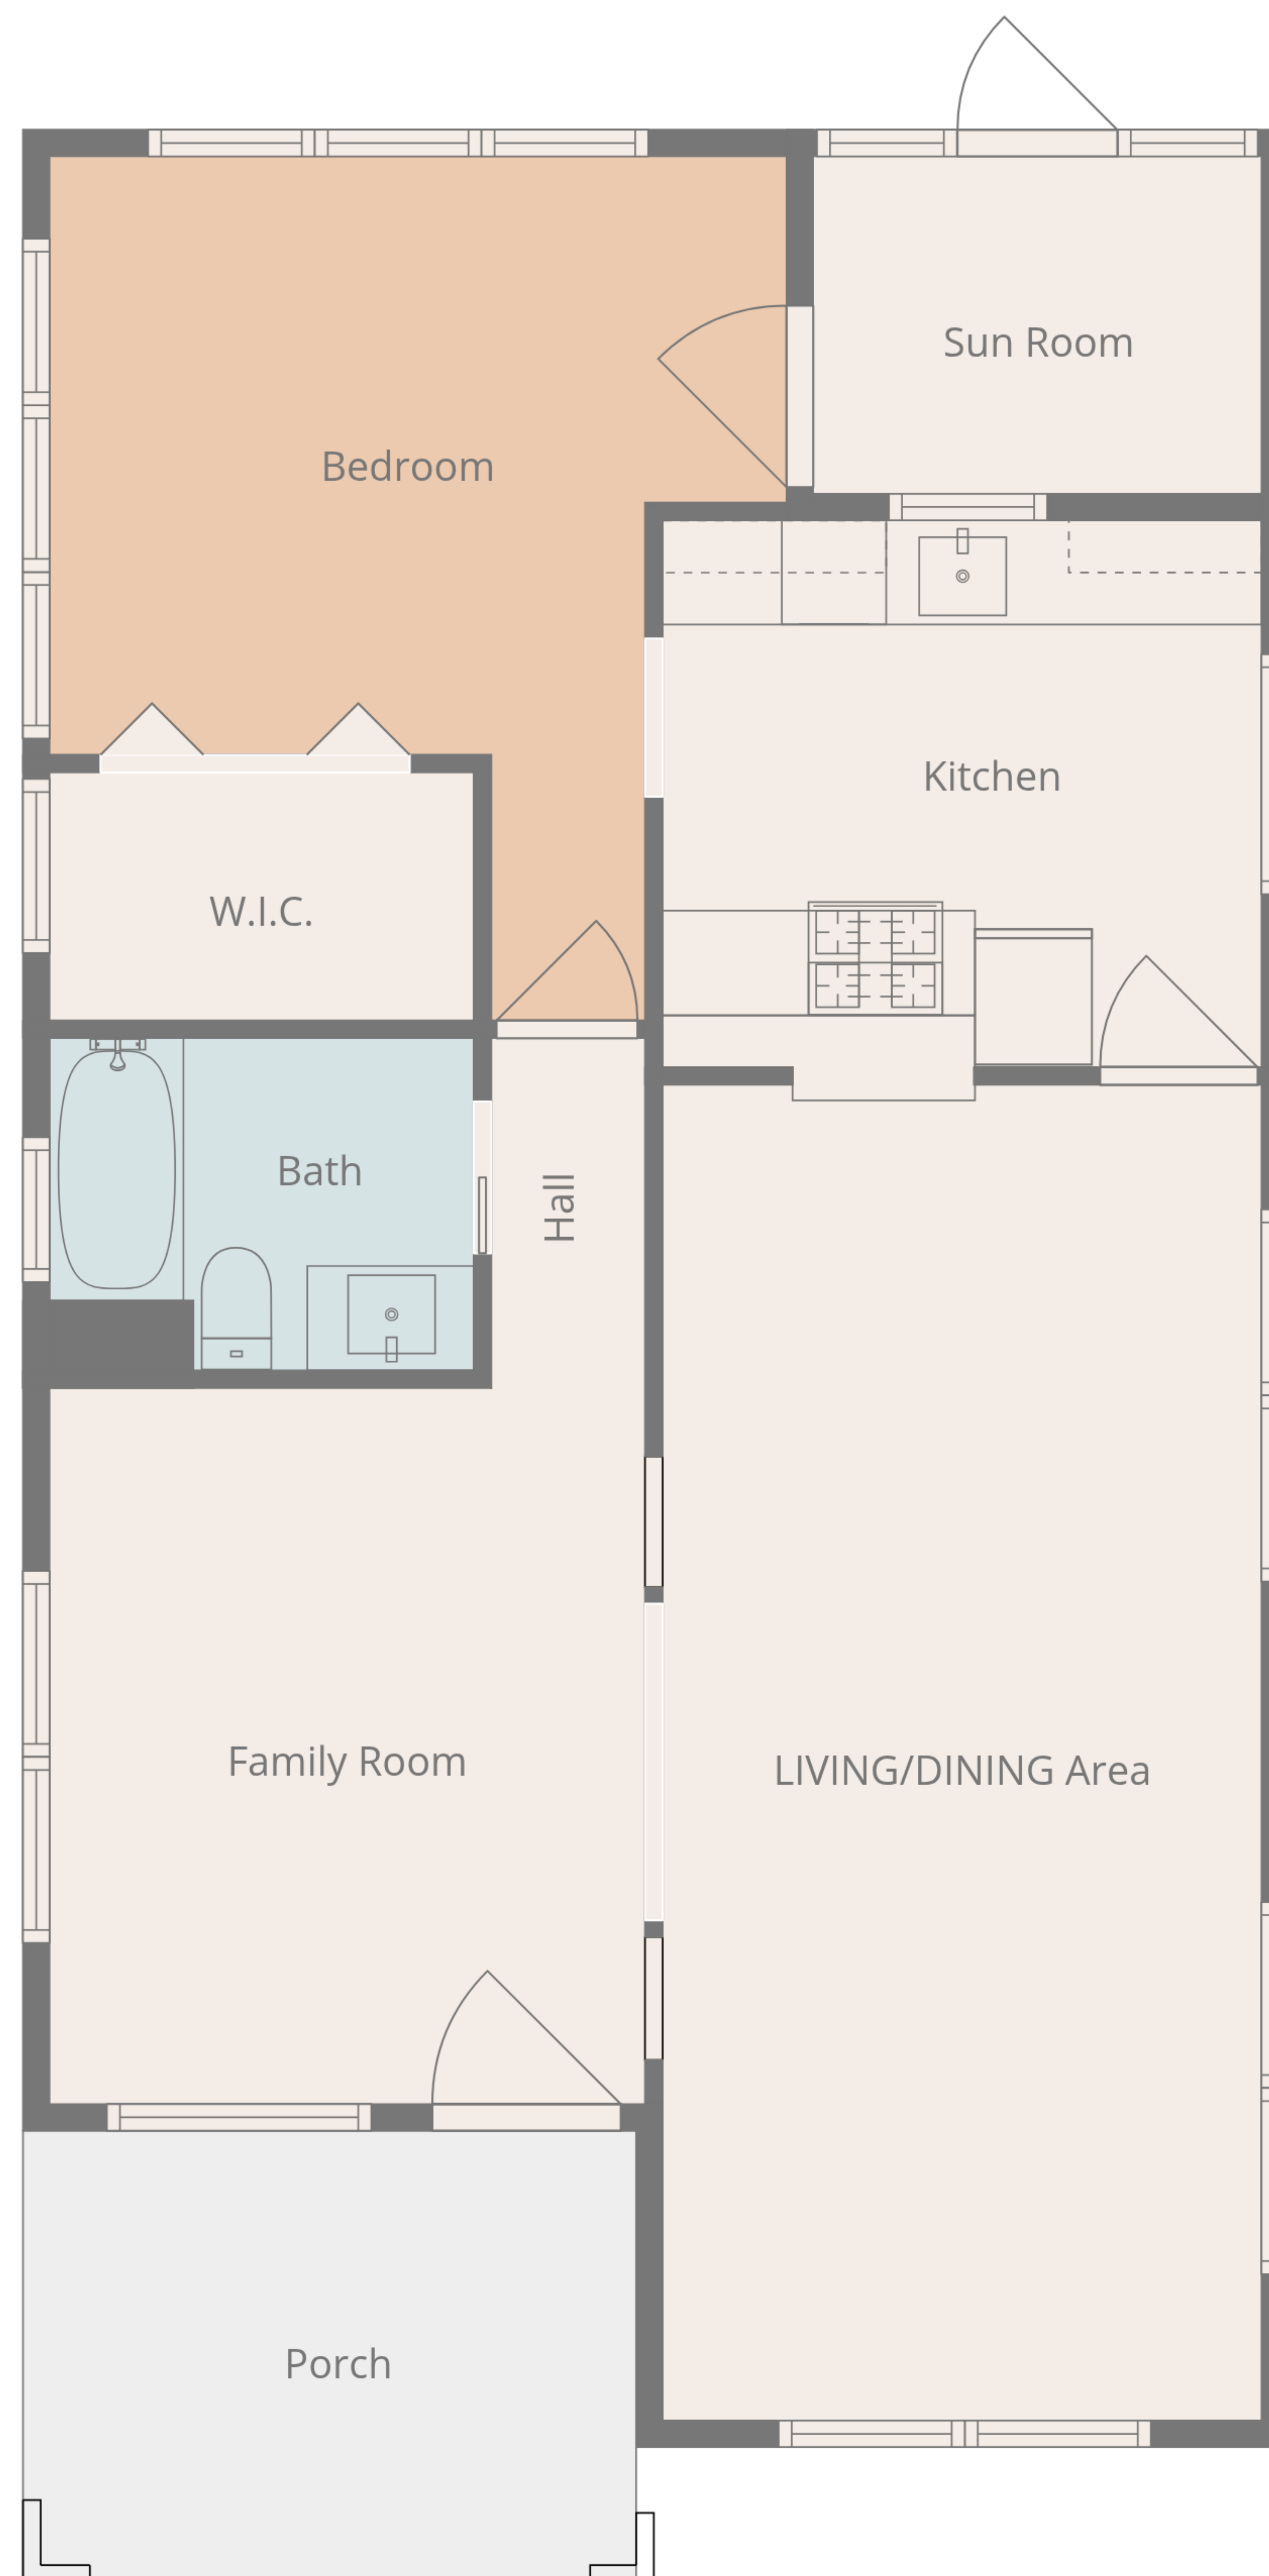 Sun Room
Bedroom
Kitchen
W.I.C.
Bath
Hall
Family Room
LIVING/DINING Area
Porch